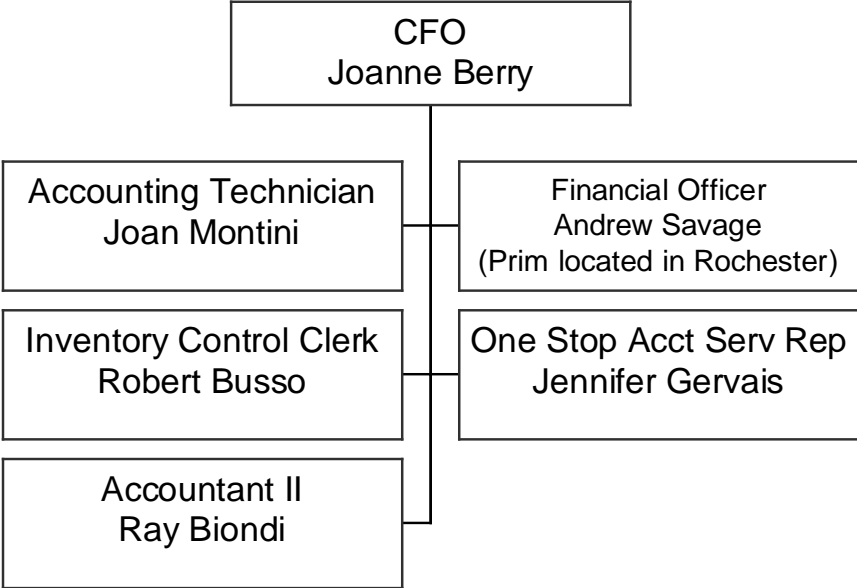 CFO
Joanne Berry
Accounting Technician
Joan Montini
Financial Officer
Andrew Savage
(Prim located in Rochester)
Inventory Control Clerk
Robert Busso
One Stop Acct Serv Rep
Jennifer Gervais
Accountant II
Ray Biondi